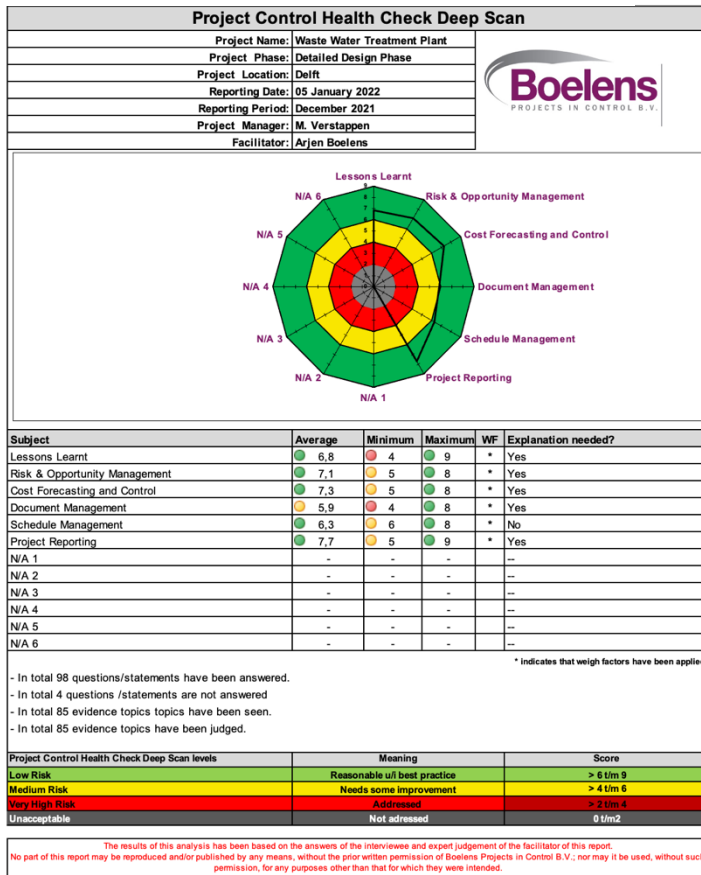 Project Control Health Check Deep Scan
Project Name: Waste Water Treatment Plant
Project Phase: Detailed Design Phase
Project Location: Delft
Reporting Date: 05 January 2022
Reporting Period: December 2021
Project Manager: M. Verstappen
Facilitator: Arjen Boelens
Boelens
PROJECTS IN CONTROL B.V.
Lessons Learnt
N/A 6
Risk & Opportunity Management
N/A 5
Cost Forecasting and Control
N/A 4
Document Management
N/A 3
Schedule Management
N/A 2
Project Reporting
N/A 1
9
8
7
6
5
4
3
2
1
Subject Average Minimum Maximum WF Explanation needed?
Lessons Learnt 6,8 4 9 * Yes
Risk & Opportunity Management 7,1 5 8 * Yes
Cost Forecasting and Control 7,3 5 8 * Yes
Document Management 5,9 4 8 * Yes
Schedule Management 6,3 6 8 * No
Project Reporting 7,7 5 9 * Yes
N/A 1 - - - --
N/A 2 - - - --
N/A 3 - - - --
N/A 4 - - - --
N/A 5 - - - --
N/A 6 - - - --
* indicates that weigh factors have been applie
- In total 98 questions/statements have been answered.
- In total 4 questions /statements are not answered
- In total 85 evidence topics topics have been seen.
- In total 85 evidence topics have been judged.
Project Control Health Check Deep Scan levels Meaning Score
Low Risk Reasonable u/i best practice > 6 t/m 9
Medium Risk Needs some improvement > 4 t/m 6
Very High Risk Addressed > 2 t/m 4
Unacceptable Not adressed 0 t/m2
The results of this analysis has been based on the answers of the interviewee and expert judgement of the facilitator of this report.
No part of this report may be reproduced and/or published by any means, without the prior written permission of Boelens Projects in Control B.V.; nor may it be used, without suc
permission, for any purposes other than that for which they were intended.